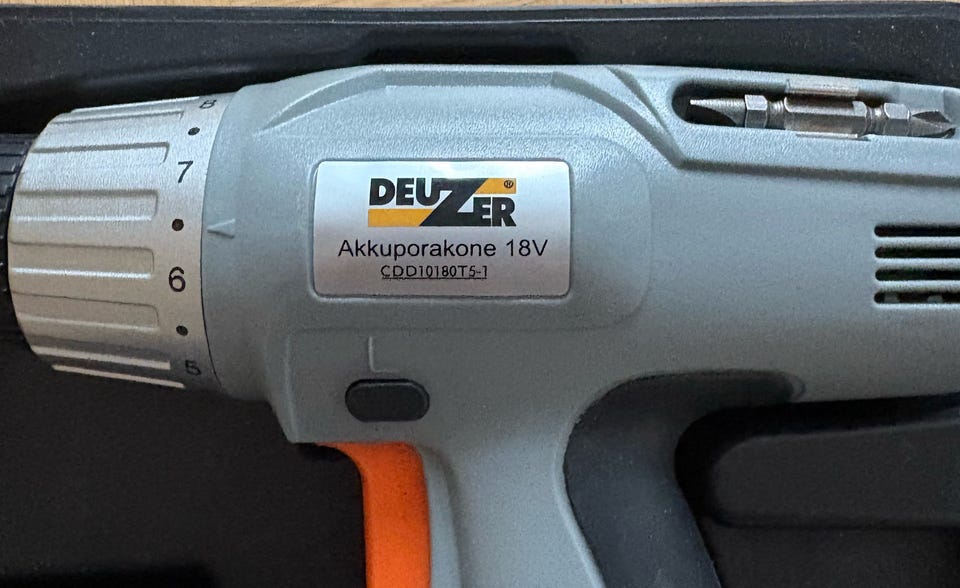 8
7
6
5
DEUZER®
Akkuporakone 18V
CDD10180T5-1